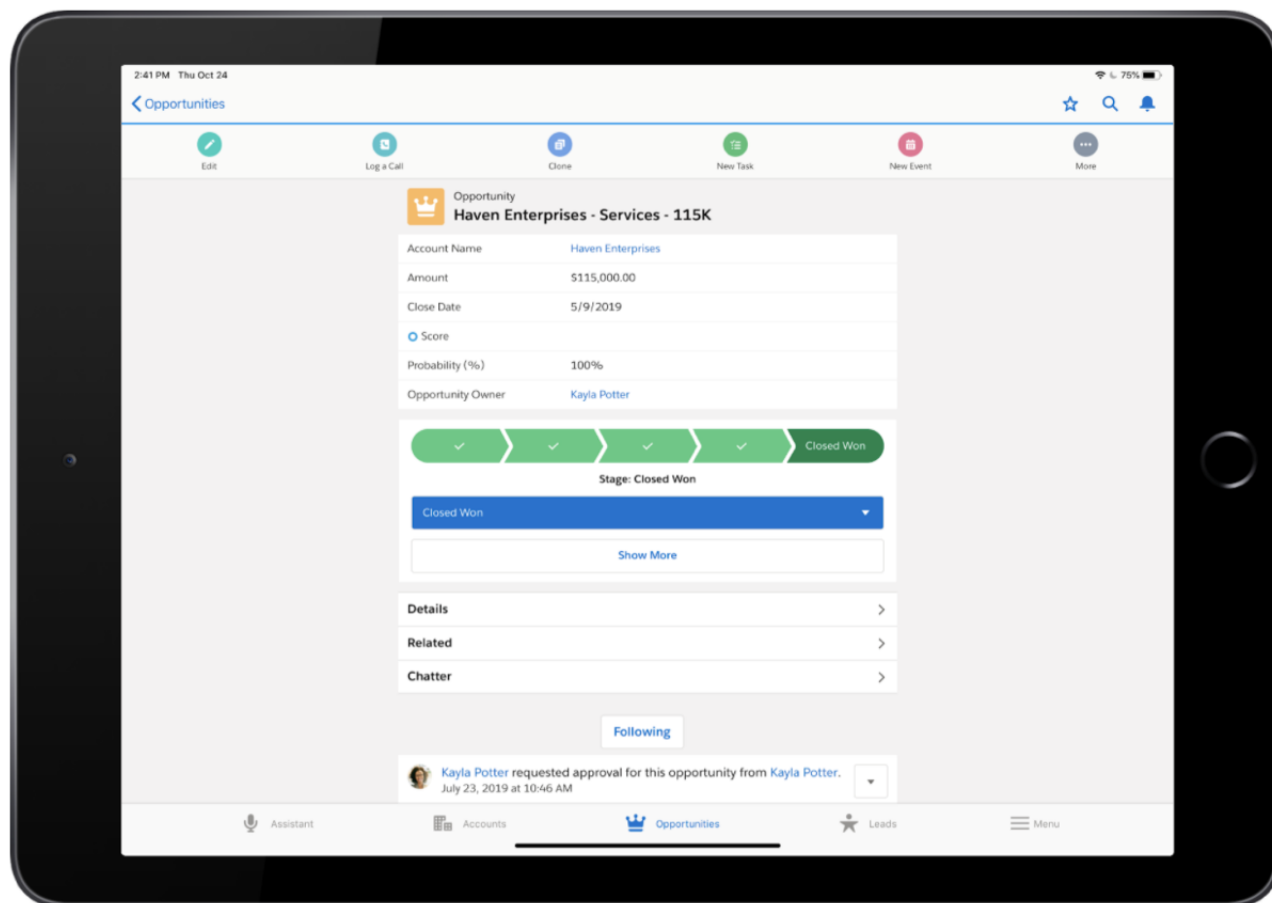 2:41 PM Thu Oct 24
75%
Opportunities
Edit
Log a Call
Clone
New Task
New Event
More
Opportunity
Haven Enterprises - Services - 115K
Account Name Haven Enterprises
Amount $115,000.00
Close Date 5/9/2019
Score
Probability (%) 100%
Opportunity Owner Kayla Potter
Closed Won
Stage: Closed Won
Closed Won
Show More
Details
Related
Chatter
Following
Kayla Potter requested approval for this opportunity from Kayla Potter.
July 23, 2019 at 10:46 AM
Assistant
Accounts
Opportunities
Leads
Menu